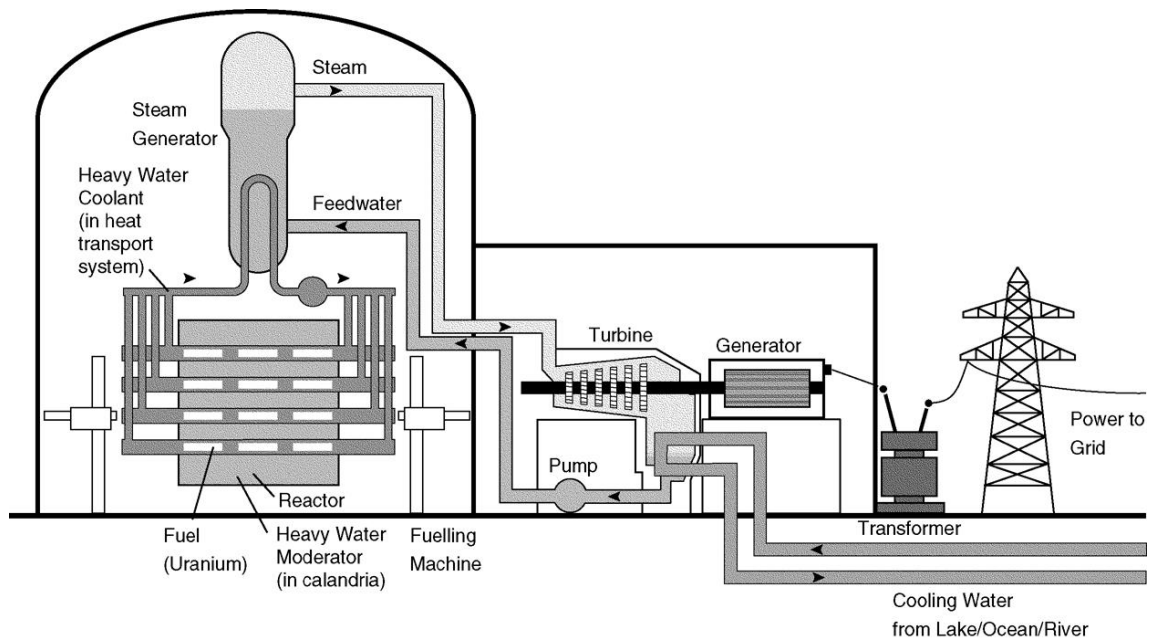 Steam
Steam
Generator
Heavy Water
Coolant
(in heat
transport
system)
Feedwater
Turbine
Generator
Power to
Grid
Pump
Reactor
Fuel
(Uranium)
Heavy Water
Moderator
(in calandria)
Fuelling
Machine
Transformer
Cooling Water
from Lake/Ocean/River